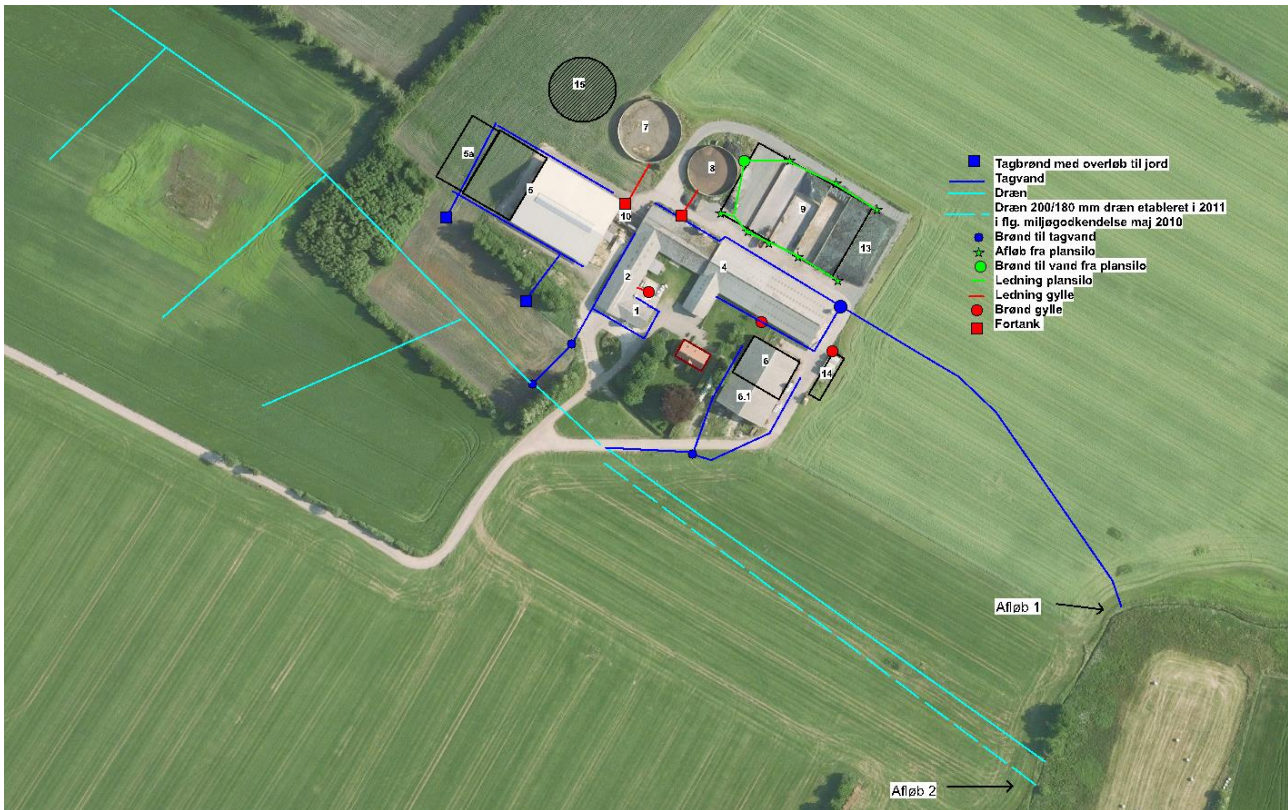 15
7
5a
8
5
10
9
13
4
2
1
6
14
6.1
Tagbrønd med overløb til jord
Tagvand
Dræn
Dræn 200/180 mm dræn etableret i 2011
i flg. miljøgodkendelse maj 2010
Brønd til tagvand
Afløb fra plansilo
Brønd til vand fra plansilo
Ledning plansilo
Ledning gylle
Brønd gylle
Fortank
Afløb 1
Afløb 2